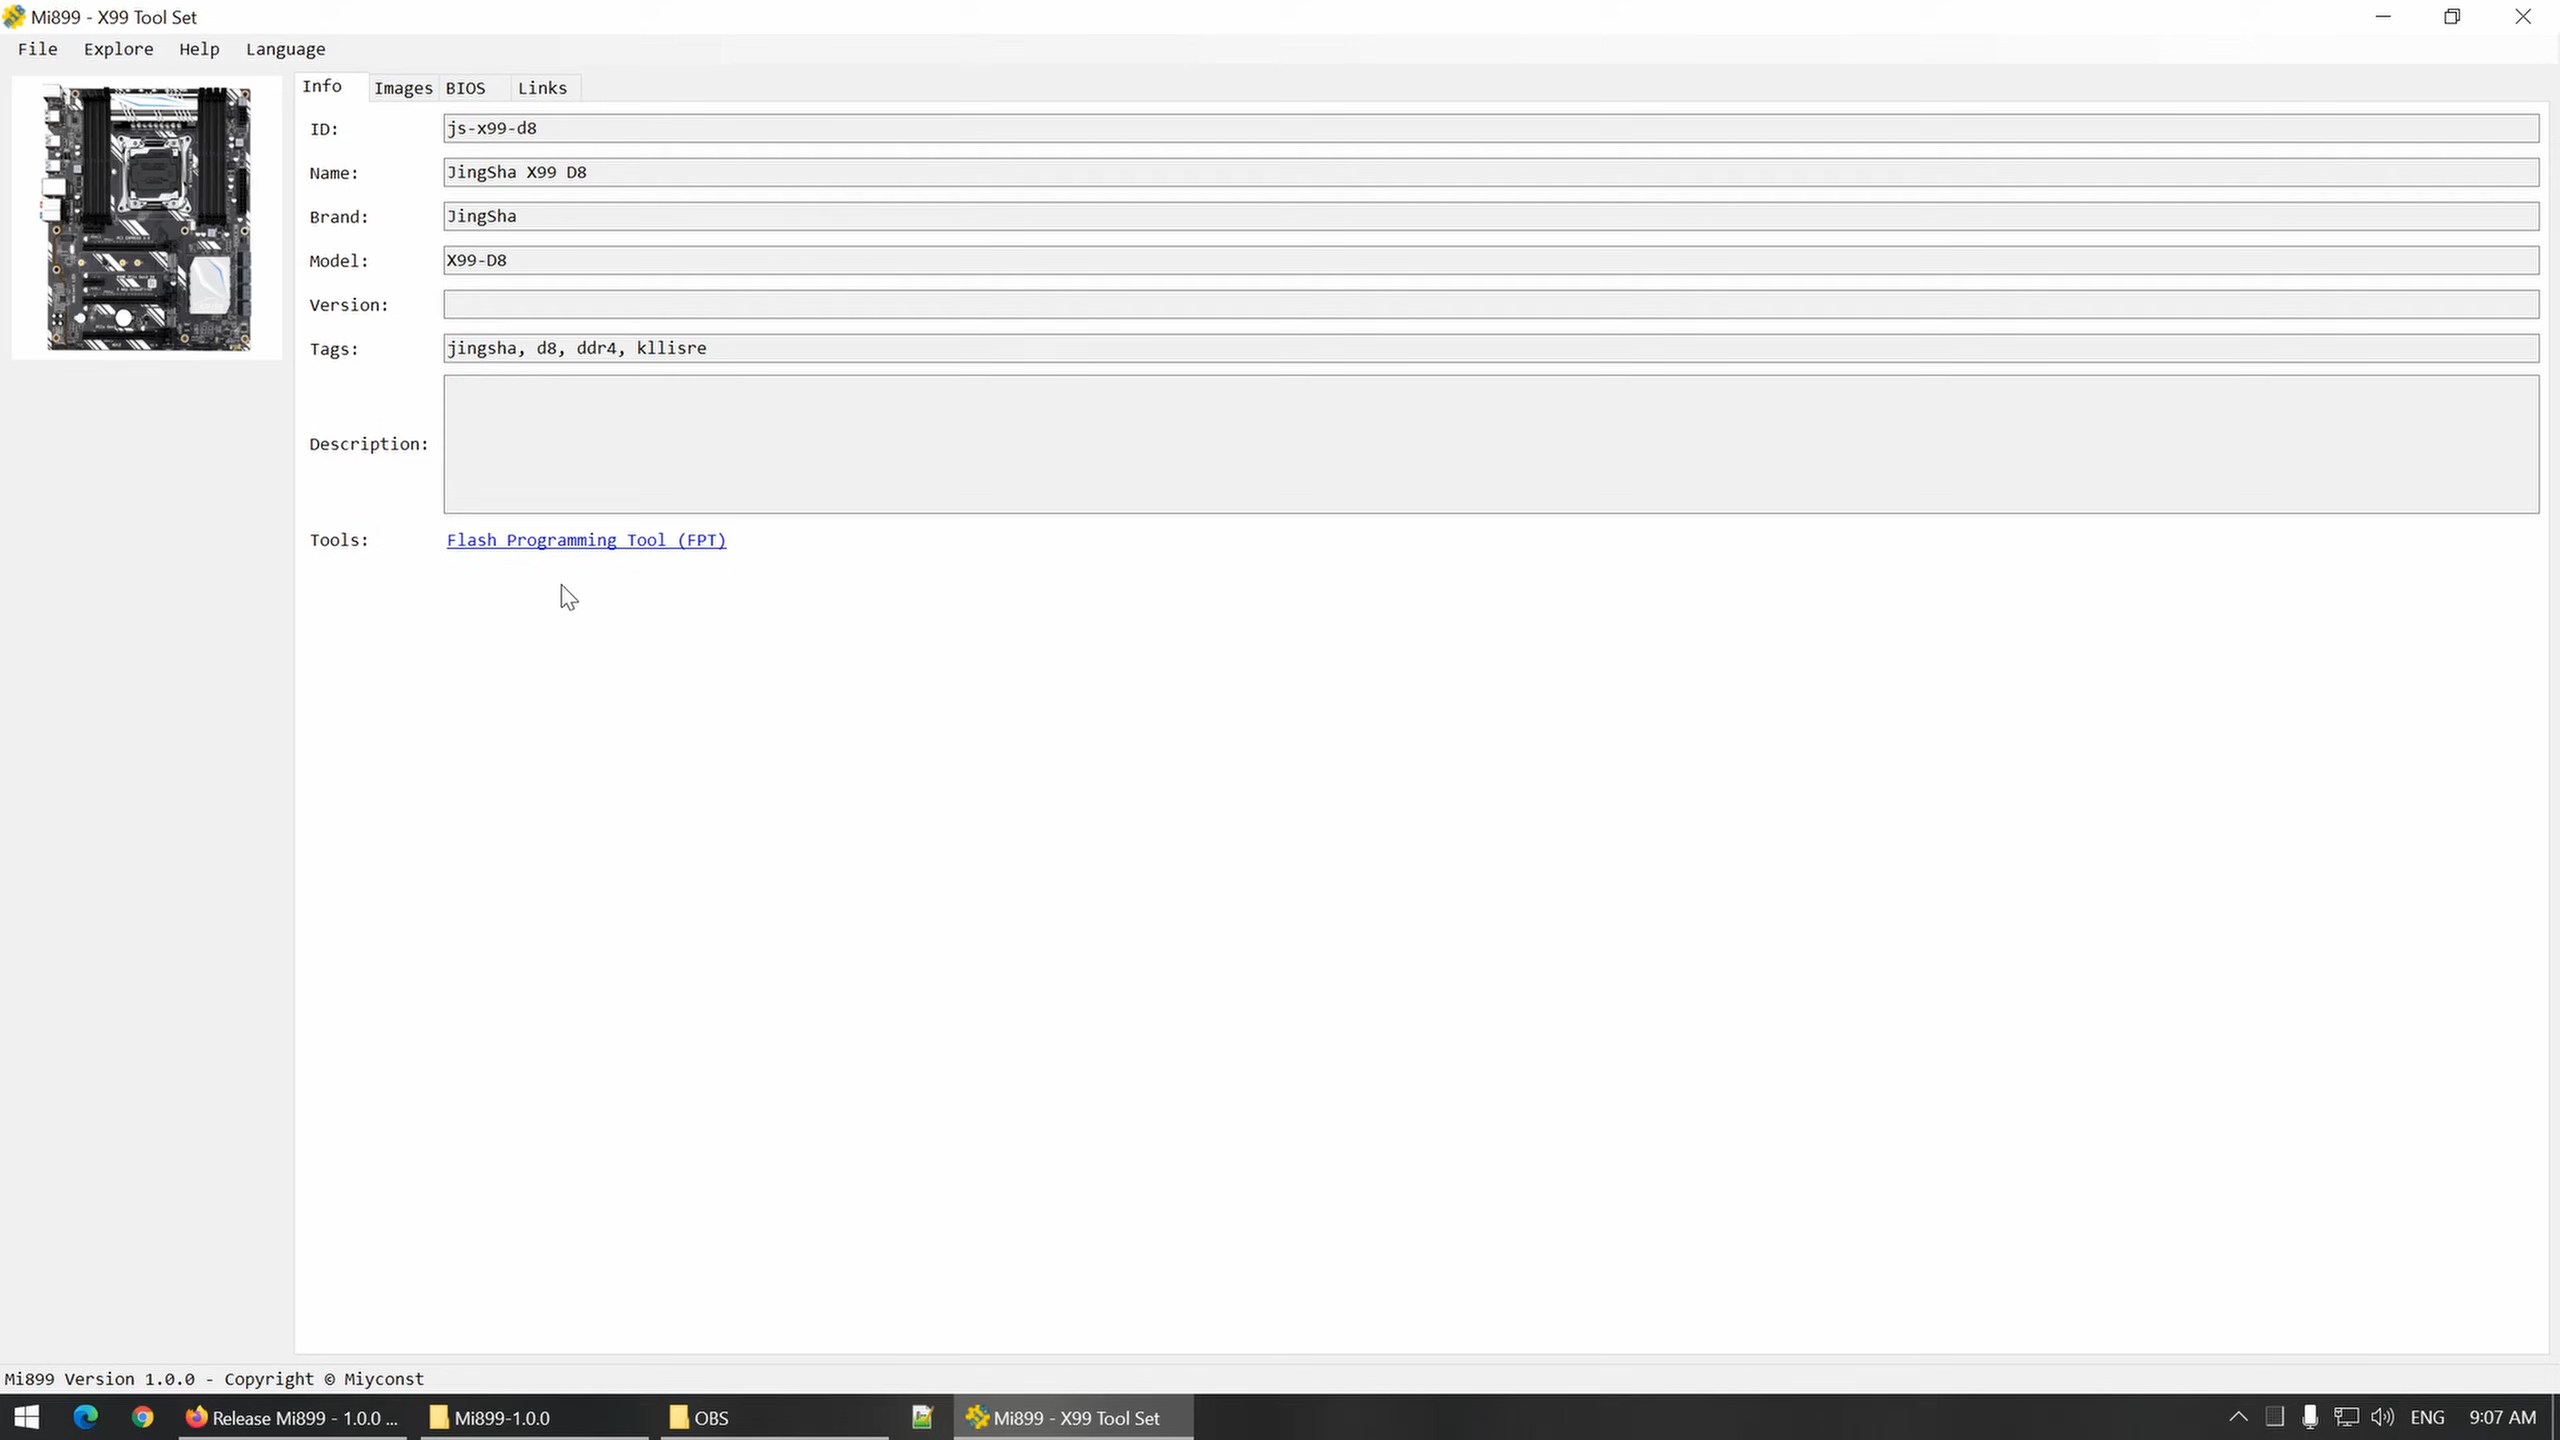 Mi899 - X99 Tool Set
File Explore Help Language
Info Images BIOS Links
ID: js-x99-d8
Name: JingSha X99 D8
Brand: JingSha
Model: X99-D8
Version:
Tags: jingsha, d8, ddr4, kllisre
Description:
Tools: Flash Programming Tool (FPT)
Mi899 Version 1.0.0 - Copyright © Miyconst
Release Mi899 - 1.0.0 ... Mi899-1.0.0 OBS Mi899 - X99 Tool Set ENG 9:07 AM